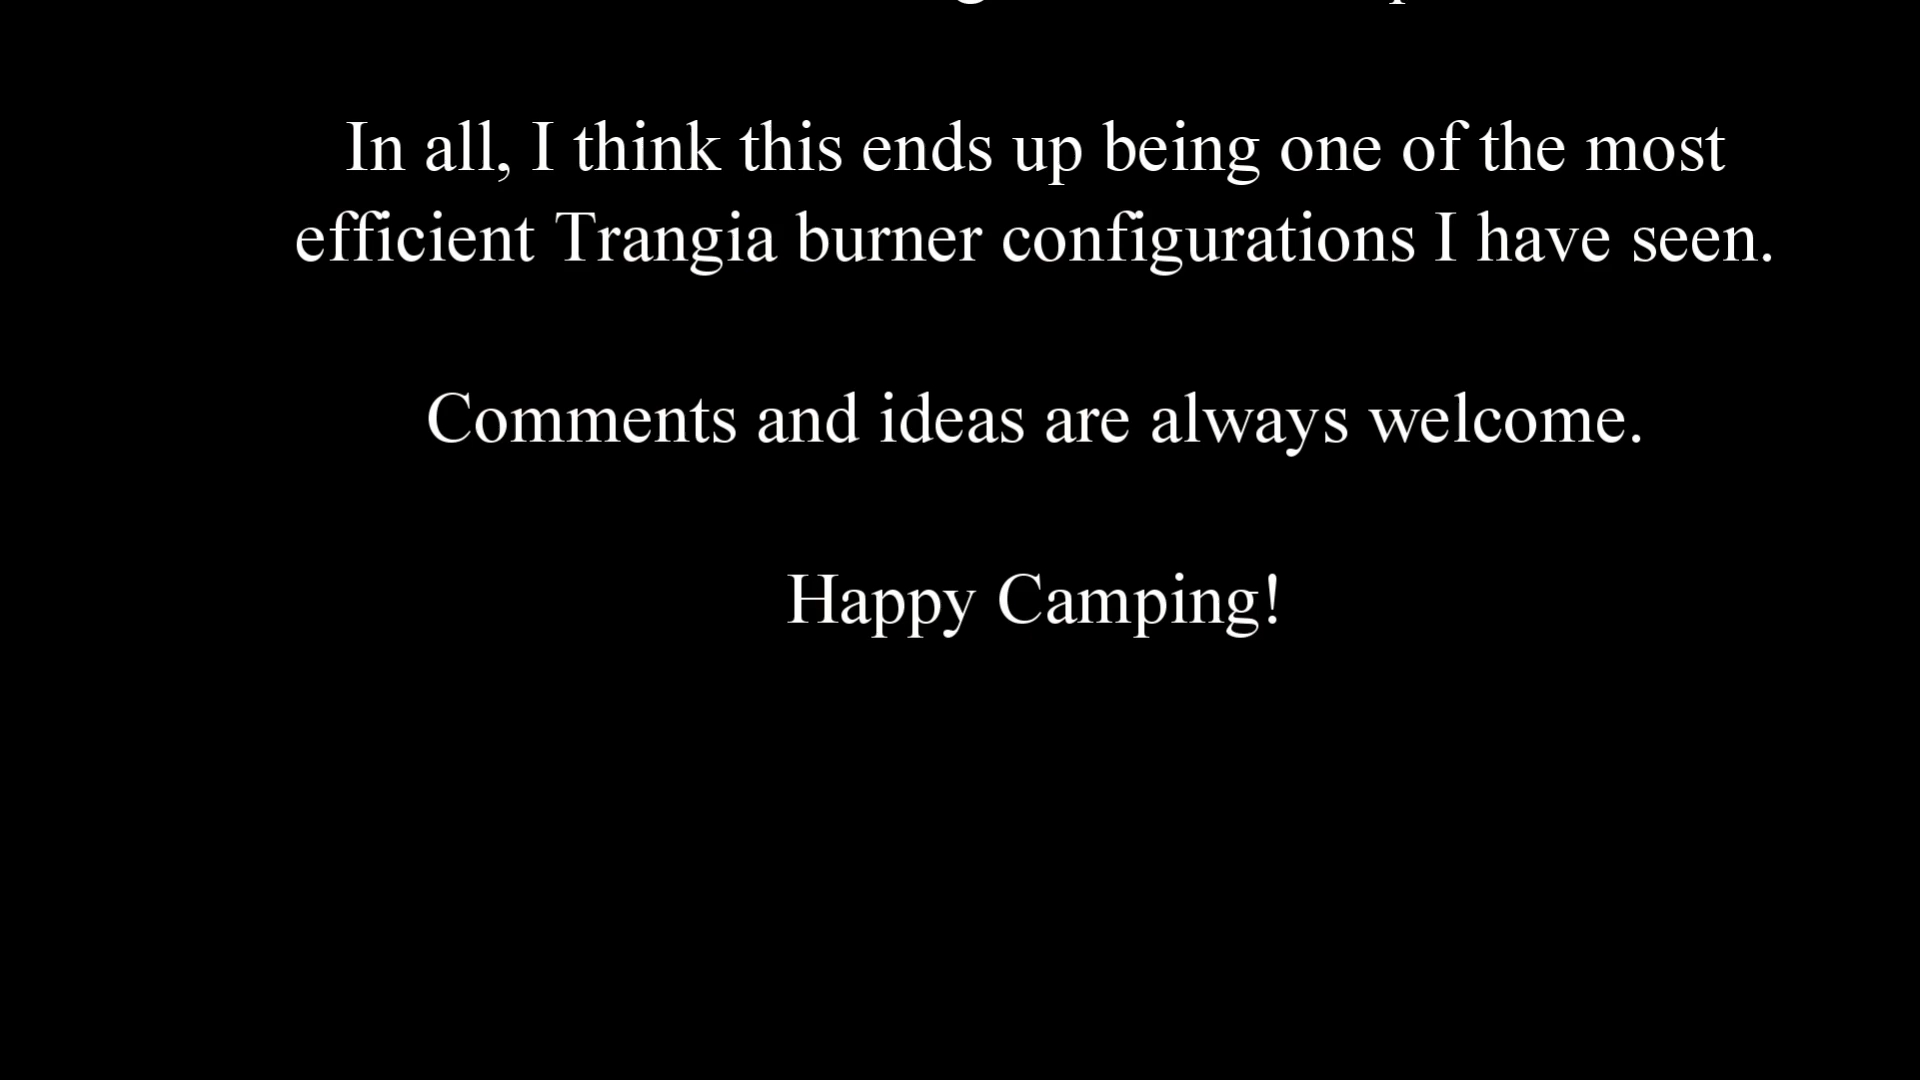 In all, I think this ends up being one of the most
efficient Trangia burner configurations I have seen.
Comments and ideas are always welcome.
Happy Camping!